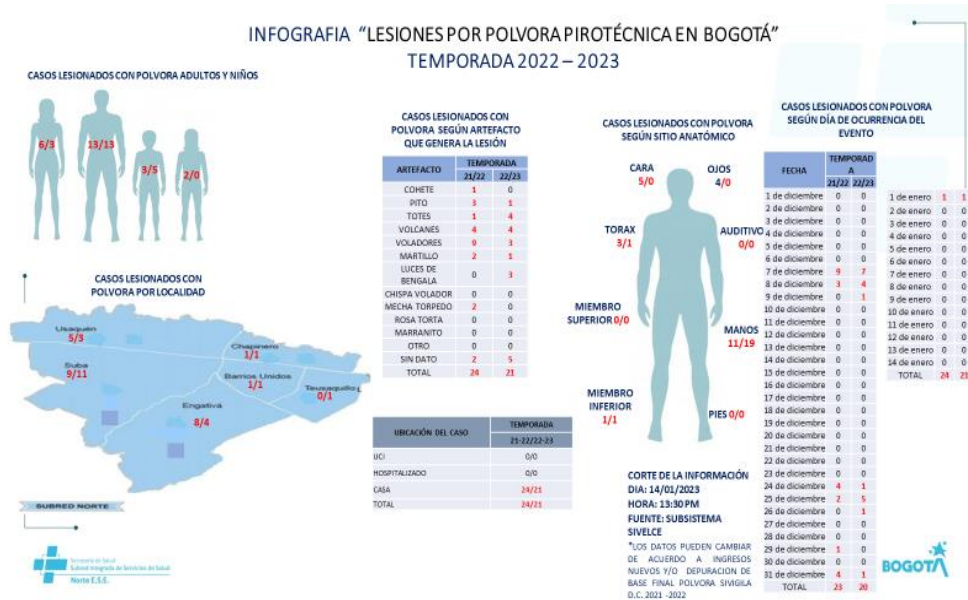 INFOGRAFIA “LESIONES POR POLVORA PIROTÉCNICA EN BOGOTÁ”
TEMPORADA 2022 – 2023
CASOS LESIONADOS CON POLVORA ADULTOS Y NIÑOS
6/3
13/13
3/5
2/0
CASOS LESIONADOS CON
POLVORA POR LOCALIDAD
Usaquén
5/3
Suba
9/11
Chapinero
1/1
Barrios Unidos
1/1
Teusaquillo
0/1
Engativá
8/4
SUBRED NORTE
Secretaría de Salud
Subred Integrada de Servicios de Salud
Norte E.S.E.
CASOS LESIONADOS CON
POLVORA SEGÚN ARTEFACTO
QUE GENERA LA LESIÓN
ARTEFACTO TEMPORADA
21/22 22/23
COHETE 1 0
PITO 3 1
TOTES 1 4
VOLCANES 4 4
VOLADORES 9 3
MARTILLO 2 1
LUCES DE
BENGALA 0 3
CHISPA VOLADOR 0 0
MECHA TORPEDO 2 0
ROSA TORTA 0 0
MARRANITO 0 0
OTRO 0 0
SIN DATO 2 5
TOTAL 24 21
UBICACIÓN DEL CASO TEMPORADA
21-22/22-23
UCI 0/0
HOSPITALIZADO 0/0
CASA 24/21
TOTAL 24/21
CASOS LESIONADOS CON POLVORA
SEGÚN SITIO ANATÓMICO
CARA
5/0
OJOS
4/0
TORAX
3/1
AUDITIVO
0/0
MIEMBRO
SUPERIOR 0/0
MANOS
11/19
MIEMBRO
INFERIOR
1/1
PIES 0/0
CORTE DE LA INFORMACIÓN
DIA: 14/01/2023
HORA: 13:30 PM
FUENTE: SUBSISTEMA
SIVELCE
*LOS DATOS PUEDEN CAMBIAR
DE ACUERDO A INGRESOS
NUEVOS Y/O DEPURACION DE
BASE FINAL POLVORA SIVIGILA
D.C. 2021 -2022
CASOS LESIONADOS CON POLVORA
SEGÚN DÍA DE OCURRENCIA DEL
EVENTO
FECHA TEMPORAD
A
21/22 22/23
1 de diciembre 0 0
2 de diciembre 0 0
3 de diciembre 0 0
4 de diciembre 0 0
5 de diciembre 0 0
6 de diciembre 0 0
7 de diciembre 9 7
8 de diciembre 3 4
9 de diciembre 0 1
10 de diciembre 0 0
11 de diciembre 0 0
12 de diciembre 0 0
13 de diciembre 0 0
14 de diciembre 0 0
15 de diciembre 0 0
16 de diciembre 0 0
17 de diciembre 0 0
18 de diciembre 0 0
19 de diciembre 0 0
20 de diciembre 0 0
21 de diciembre 0 0
22 de diciembre 0 0
23 de diciembre 0 0
24 de diciembre 4 1
25 de diciembre 2 5
26 de diciembre 0 1
27 de diciembre 0 0
28 de diciembre 0 0
29 de diciembre 1 0
30 de diciembre 0 0
31 de diciembre 4 1
TOTAL 23 20
1 de enero 1 1
2 de enero 0 0
3 de enero 0 0
4 de enero 0 0
5 de enero 0 0
6 de enero 0 0
7 de enero 0 0
8 de enero 0 0
9 de enero 0 0
10 de enero 0 0
11 de enero 0 0
12 de enero 0 0
13 de enero 0 0
14 de enero 0 0
TOTAL 24 21
BOGOTÁ